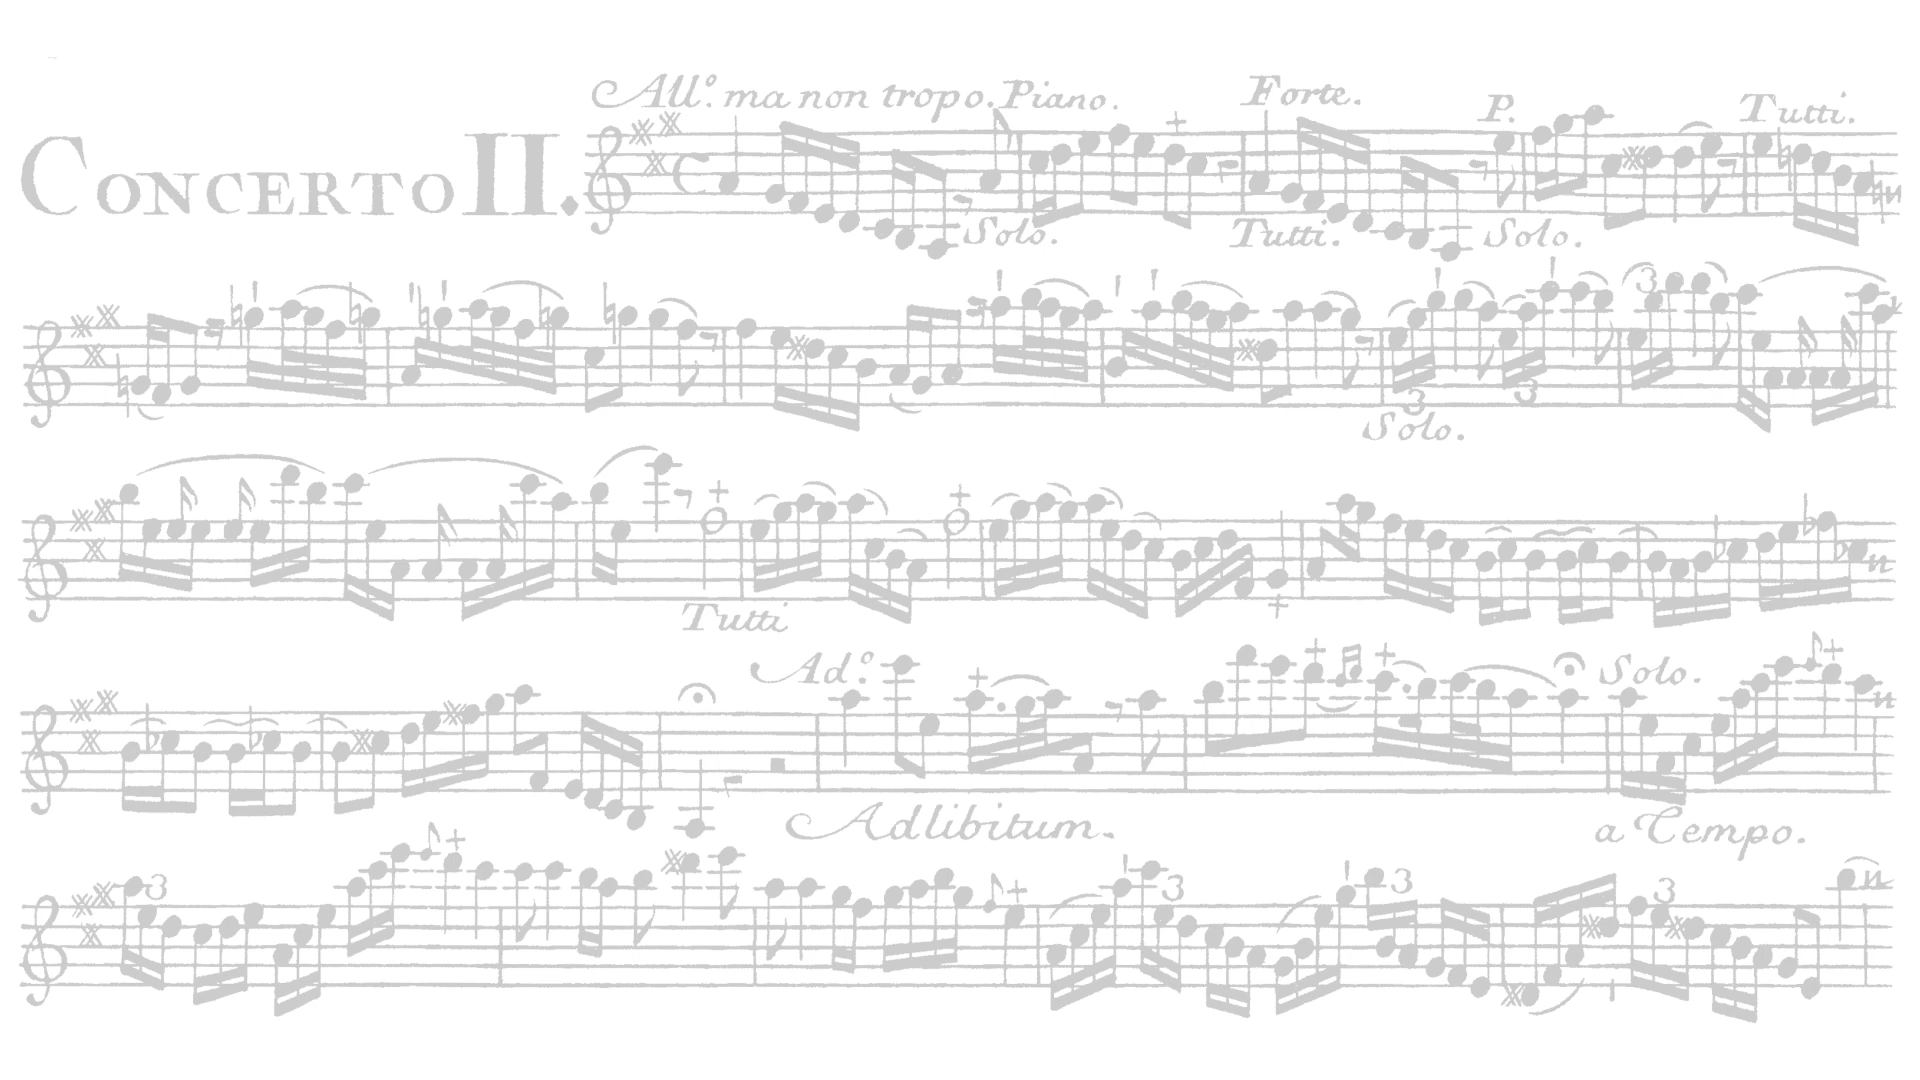 All.º ma non tropo. Piano. Forte. P. Tutti.
CONCERTO II.
Solo. Tutti. Solo.
3
3 3
Solo.
Tutti
Ad.º Solo.
Adlibitum. a Tempo.
3 3 3 3